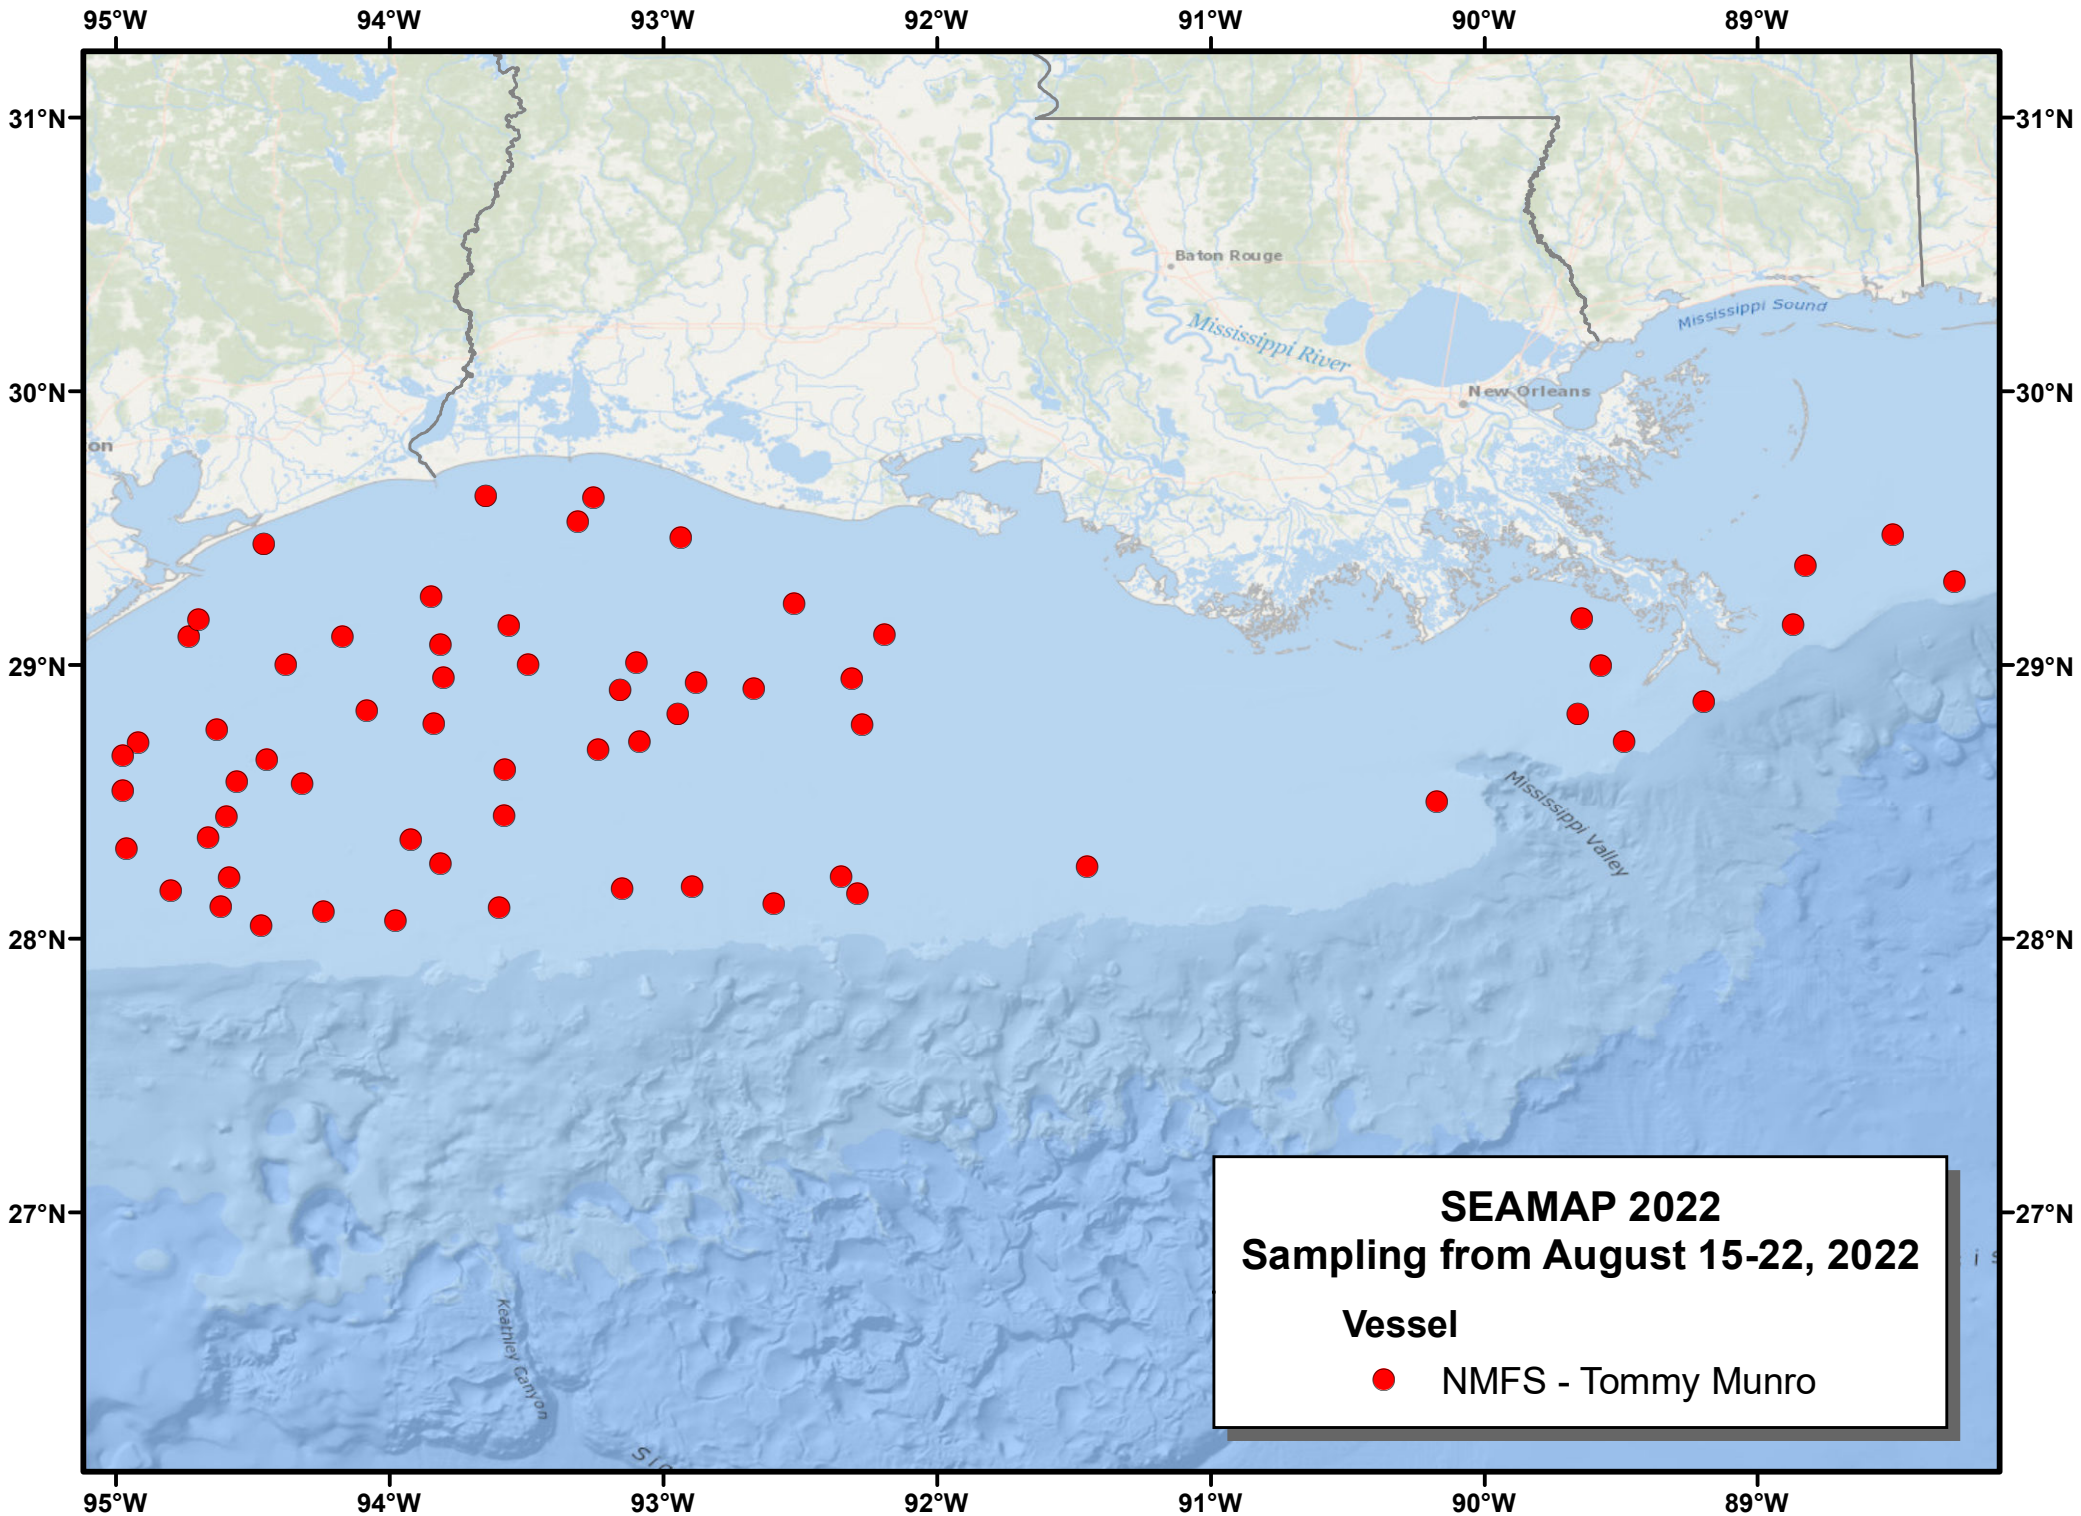 95°W 94°W 93°W 92°W 91°W 90°W 89°W
31°N 31°N
Baton Rouge
Mississippi Sound
Mississippi River
30°N 30°N
New Orleans
on
29°N 29°N
Mississippi Valley
28°N 28°N
27°N 27°N
SEAMAP 2022
Sampling from August 15-22, 2022
i s
Vessel
Keathley Canyon
NMFS - Tommy Munro
95°W 94°W 93°W 92°W 91°W 90°W 89°W